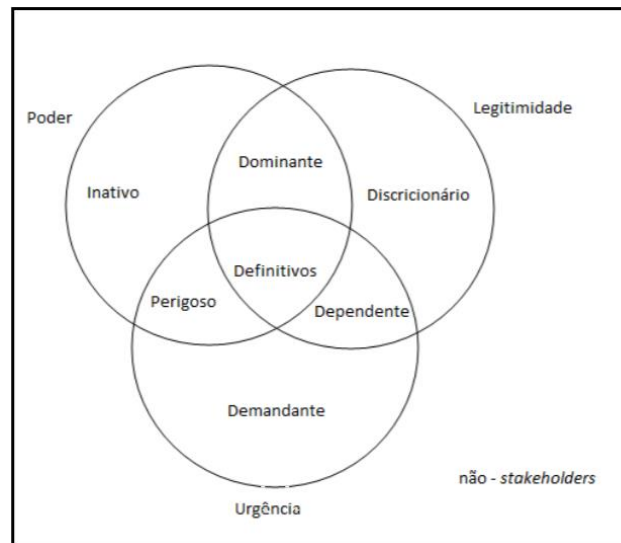 Poder
Legitimidade
Dominante
Inativo
Discricionário
Definitivos
Perigoso
Dependente
Demandante
não - stakeholders
Urgência